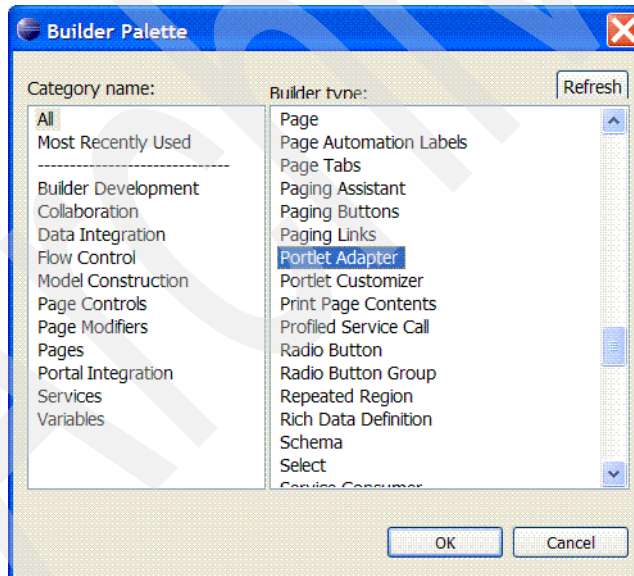 Builder Palette
Category name:
All
Most Recently Used
------------------------------
Builder Development
Collaboration
Data Integration
Flow Control
Model Construction
Page Controls
Page Modifiers
Pages
Portal Integration
Services
Variables
Builder type:
Refresh
Page
Page Automation Labels
Page Tabs
Paging Assistant
Paging Buttons
Paging Links
Portlet Adapter
Portlet Customizer
Print Page Contents
Profiled Service Call
Radio Button
Radio Button Group
Repeated Region
Rich Data Definition
Schema
Select
Service Consumer
OK
Cancel